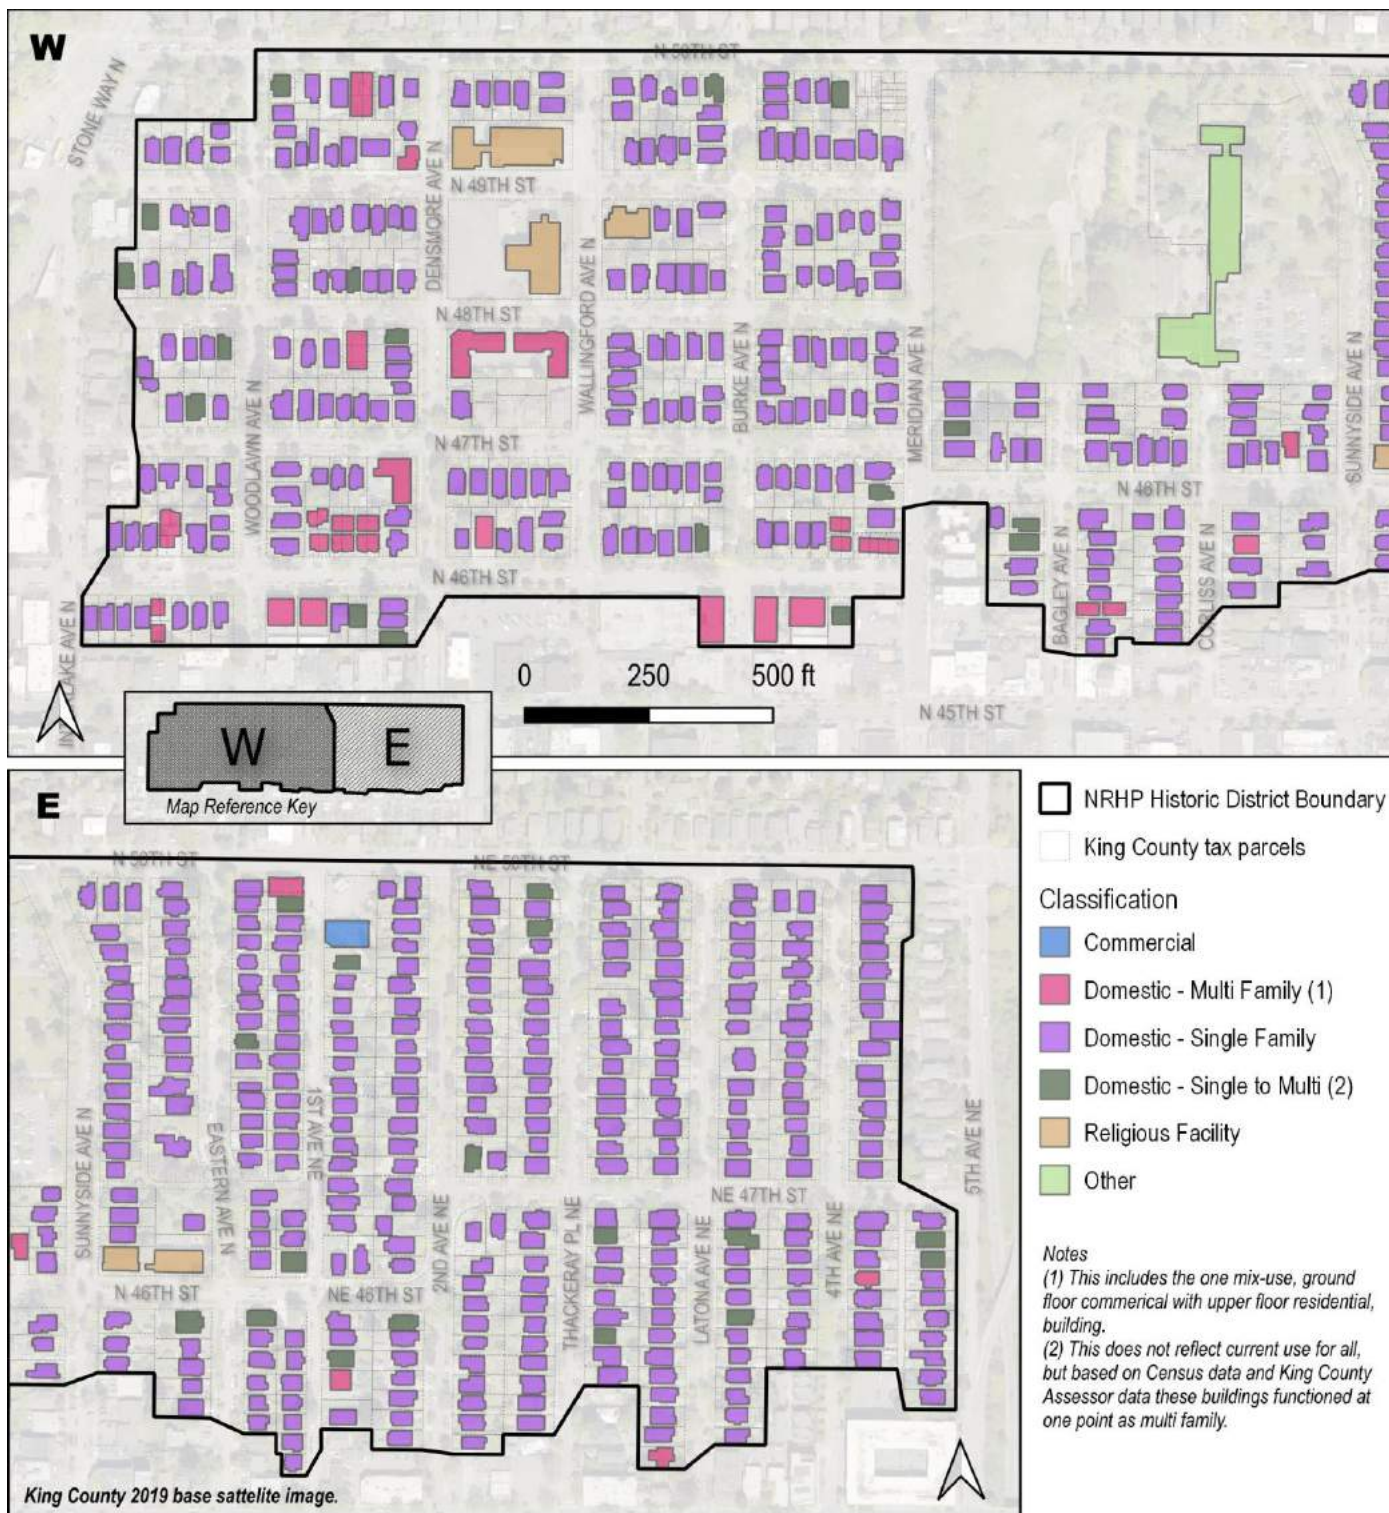 W
N 50TH ST
STONE WAY N
DENSMORE AVE N
N 49TH ST
WALLINGFORD AVE N
N 48TH ST
WOODLAWN AVE N
BURKE AVE N
MERIDIAN AVE N
SUNNYSIDE AVE N
N 47TH ST
N 46TH ST
N 46TH ST
BAGLEY AVE N
CORLISS AVE N
0 250 500 ft
N 45TH ST
W E
Map Reference Key
E
N 50TH ST
NE 50TH ST
SUNNYSIDE AVE N
EASTERN AVE N
1ST AVE NE
2ND AVE NE
THACKERAY PL NE
LATONA AVE NE
NE 47TH ST
4TH AVE NE
5TH AVE NE
N 46TH ST
NE 46TH ST
King County 2019 base sattelite image.
NRHP Historic District Boundary
King County tax parcels
Classification
Commercial
Domestic - Multi Family (1)
Domestic - Single Family
Domestic - Single to Multi (2)
Religious Facility
Other
Notes
(1) This includes the one mix-use, ground
floor commerical with upper floor residential,
building.
(2) This does not reflect current use for all,
but based on Census data and King County
Assessor data these buildings functioned at
one point as multi family.